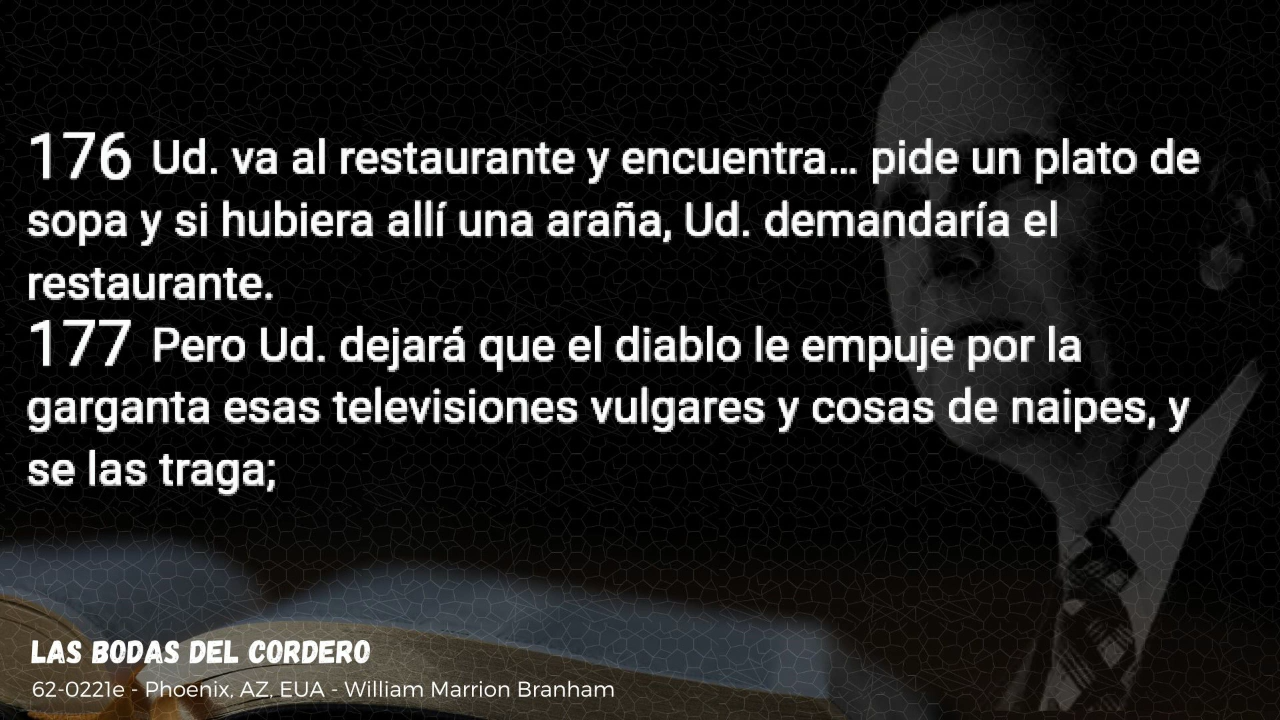 176 Ud. va al restaurante y encuentra... pide un plato de
sopa y si hubiera allí una araña, Ud. demandaría el
restaurante.
177 Pero Ud. dejará que el diablo le empuje por la
garganta esas televisiones vulgares y cosas de naipes, y
se las traga;
LAS BODAS DEL CORDERO
62-0221e - Phoenix, AZ, EUA - William Marrion Branham